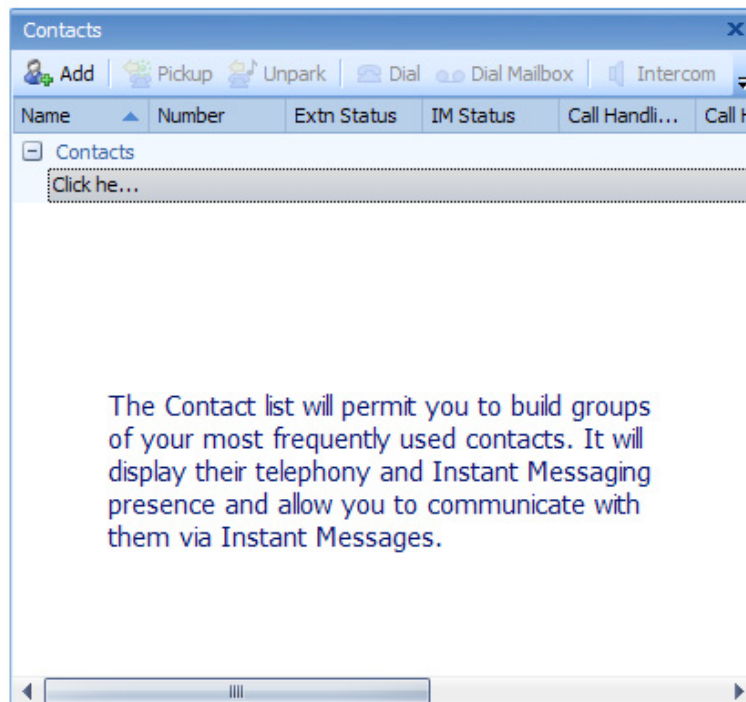 Contacts
Add Pickup Unpark Dial Dial Mailbox Intercom
Name Number Extn Status IM Status Call Handli... Call H
Contacts
Click he...
The Contact list will permit you to build groups
of your most frequently used contacts. It will
display their telephony and Instant Messaging
presence and allow you to communicate with
them via Instant Messages.